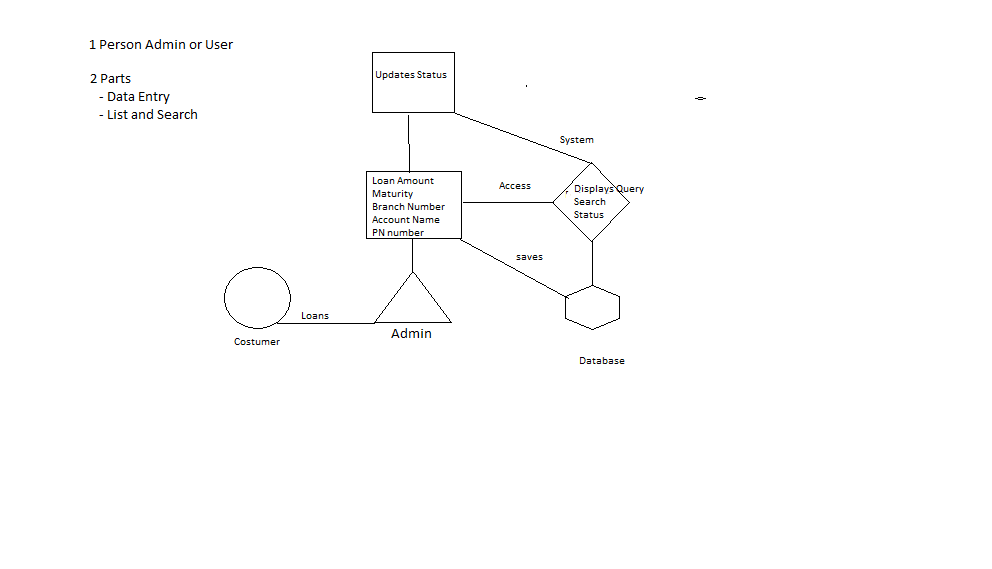 1 Person Admin or User
2 Parts
- Data Entry
- List and Search
Updates Status
System
Loan Amount
Maturity
Branch Number
Account Name
PN number
Access
Displays Query
Search
Status
saves
Loans
Costumer
Admin
Database